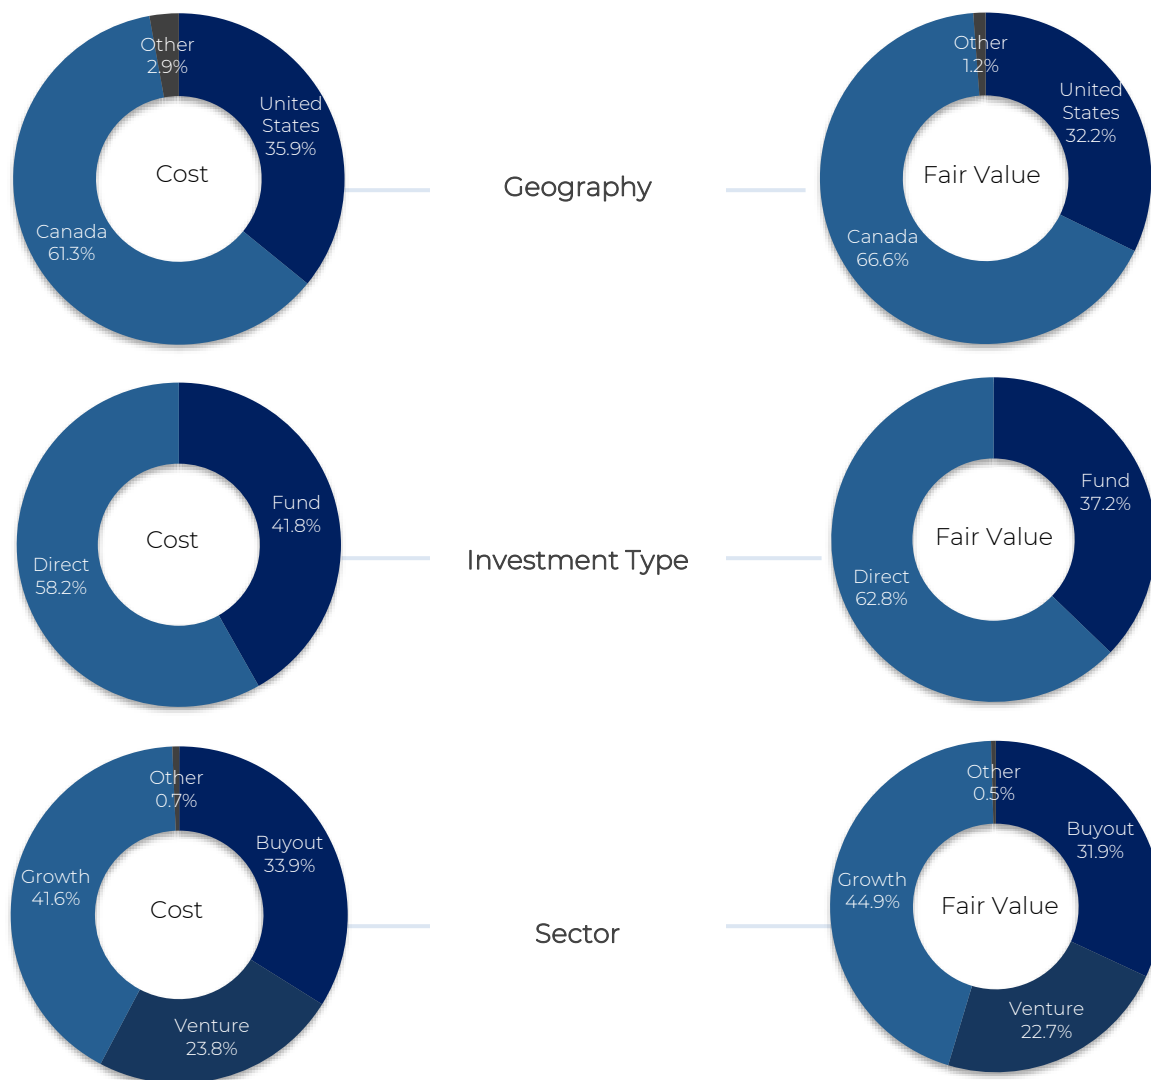 Other
2.9%
United
States
35.9%
Cost
Canada
61.3%
Geography
Other
1.2%
United
States
32.2%
Fair Value
Canada
66.6%
Fund
41.8%
Cost
Direct
58.2%
Investment Type
Fund
37.2%
Fair Value
Direct
62.8%
Other
0.7%
Buyout
33.9%
Growth
41.6%
Cost
Venture
23.8%
Sector
Other
0.5%
Buyout
31.9%
Growth
44.9%
Fair Value
Venture
22.7%